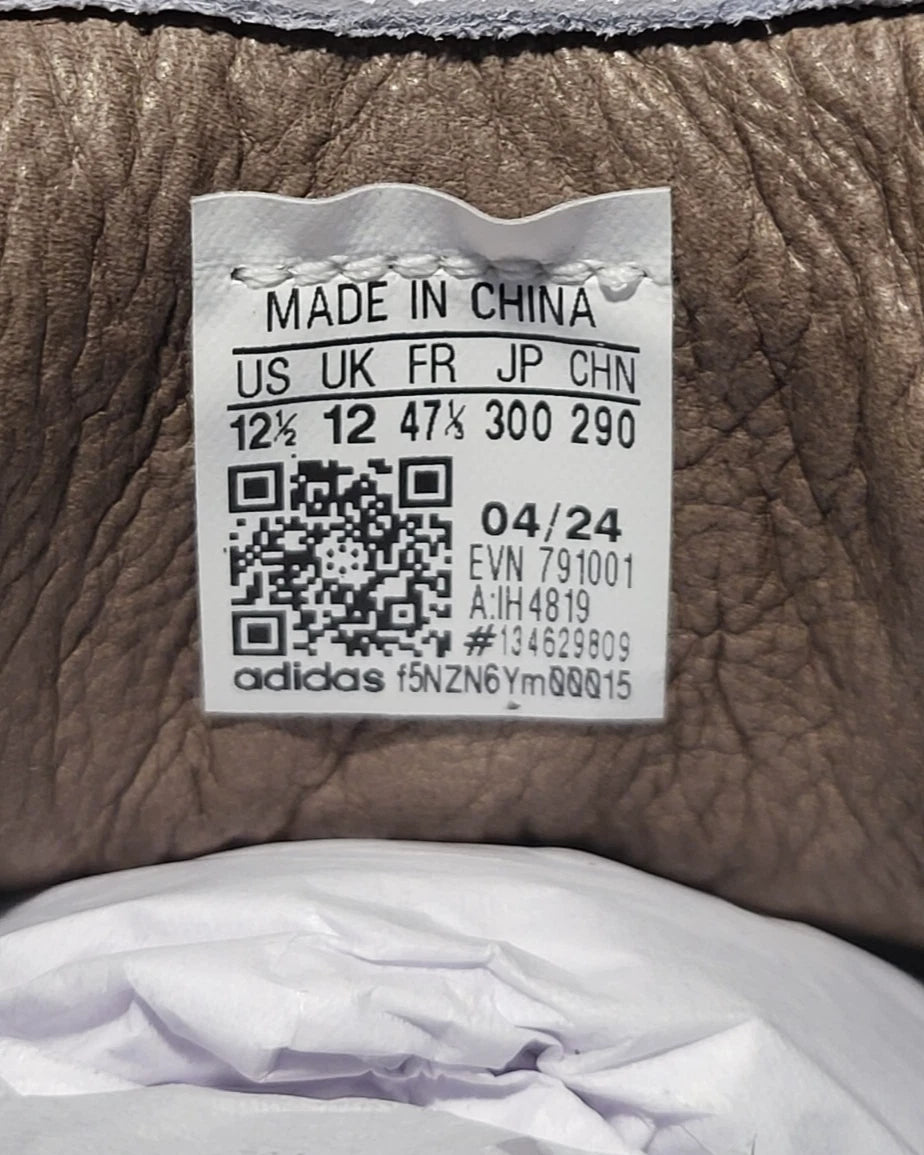 MADE IN CHINA
US UK FR JP CHN
12½ 12 47⅓ 300 290
04/24
EVN 791001
A:IH4819
#134629809
adidas f5NZN6Ym00015